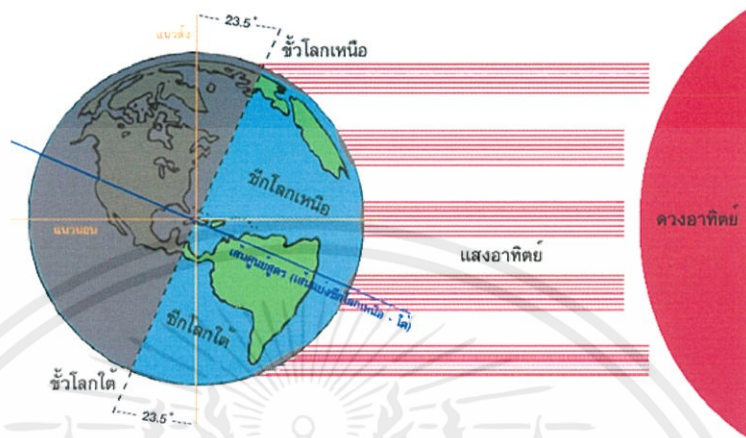 23.5°
แนวตั้ง
ขั้วโลกเหนือ
ซีกโลกเหนือ
ดวงอาทิตย์
แนวนอน
แสงอาทิตย์
เส้นศูนย์สูตร (เส้นแบ่งซีกโลกเหนือ - ใต้)
ซีกโลกใต้
ขั้วโลกใต้
23.5°